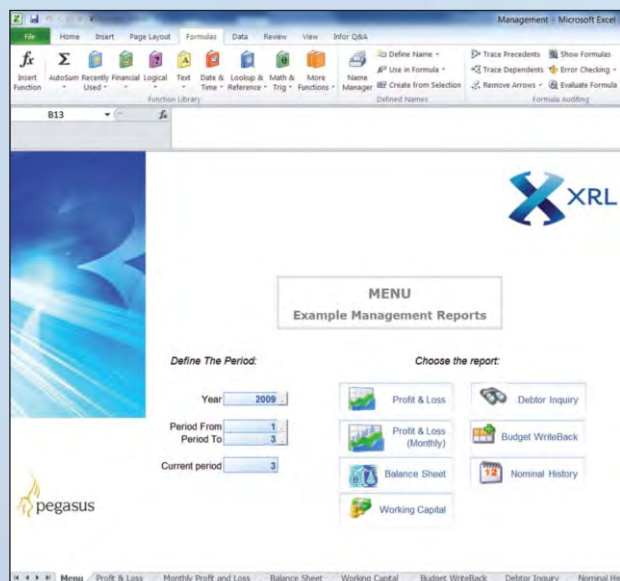 Management - Microsoft Excel
File Home Insert Page Layout Formulas Data Review View Infor Q&A
Insert Function
AutoSum
Recently Used
Financial
Logical
Text
Date & Time
Lookup & Reference
Math & Trig
More Functions
Function Library
Name Manager
Define Name
Use in Formula
Create from Selection
Defined Names
Trace Precedents
Trace Dependents
Remove Arrows
Show Formulas
Error Checking
Evaluate Formula
Formula Auditing
B13 fx
XRL
MENU
Example Management Reports
Define The Period:
Choose the report:
Year 2009
Period From 1
Period To 3
Current period 3
Profit & Loss
Debtor Inquiry
Profit & Loss (Monthly)
Budget WriteBack
Balance Sheet
Nominal History
Working Capital
pegasus
Menu Profit & Loss Monthly Profit and Loss Balance Sheet Working Capital Budget WriteBack Debtor Inquiry Nominal His